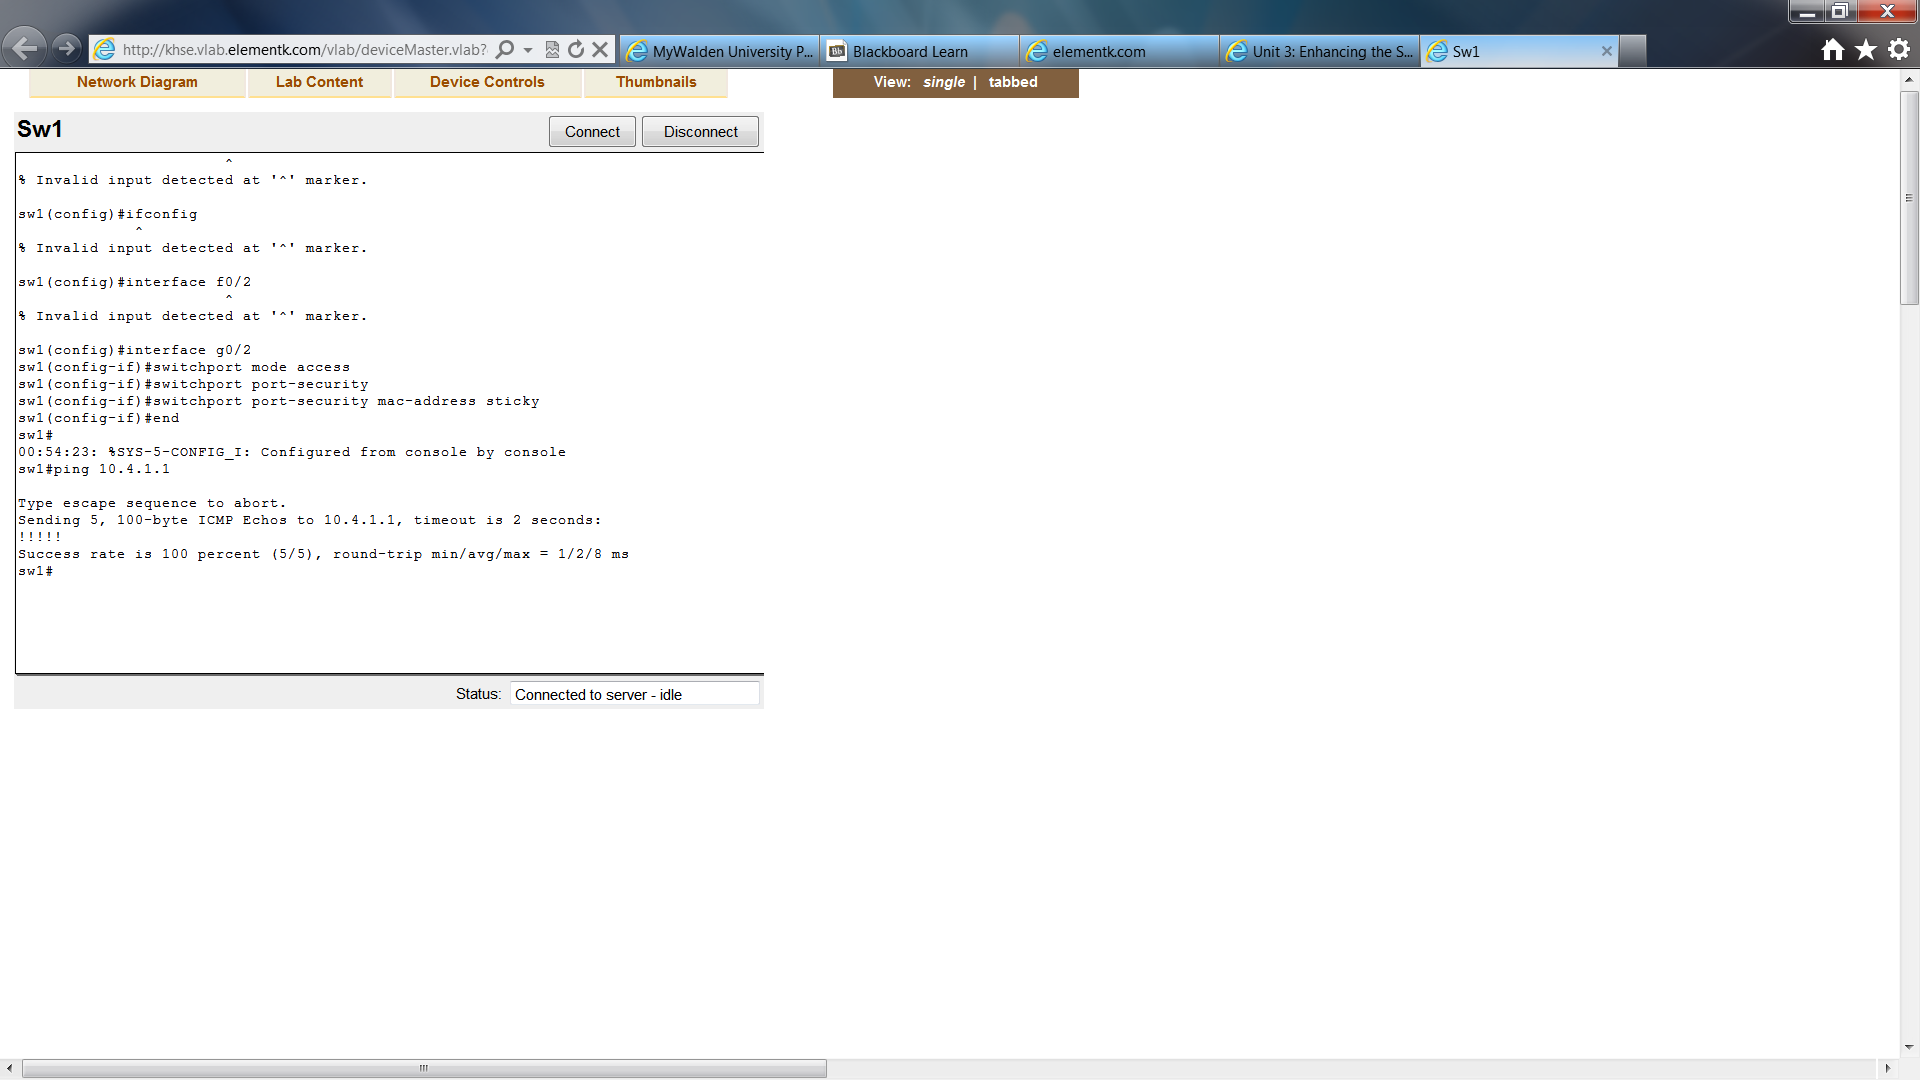 http://khse.vlab.elementk.com/vlab/deviceMaster.vlab?
MyWalden University P...
Bb Blackboard Learn
elementk.com
Unit 3: Enhancing the S...
Sw1
Network Diagram
Lab Content
Device Controls
Thumbnails
View: single | tabbed
Sw1
Connect
Disconnect
^
% Invalid input detected at '^' marker.
sw1(config)#ifconfig
^
% Invalid input detected at '^' marker.
sw1(config)#interface f0/2
^
% Invalid input detected at '^' marker.
sw1(config)#interface g0/2
sw1(config-if)#switchport mode access
sw1(config-if)#switchport port-security
sw1(config-if)#switchport port-security mac-address sticky
sw1(config-if)#end
sw1#
00:54:23: %SYS-5-CONFIG_I: Configured from console by console
sw1#ping 10.4.1.1
Type escape sequence to abort.
Sending 5, 100-byte ICMP Echos to 10.4.1.1, timeout is 2 seconds:
!!!!!
Success rate is 100 percent (5/5), round-trip min/avg/max = 1/2/8 ms
sw1#
Status: Connected to server - idle